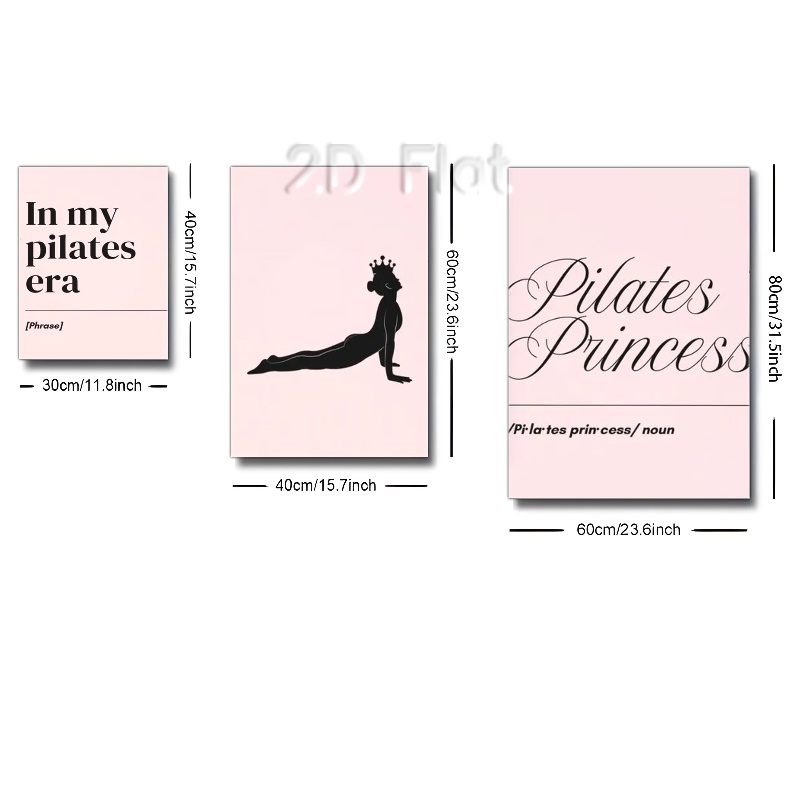 2D Flat
In my
pilates
era
[Phrase]
40cm/15.7inch
30cm/11.8inch
60cm/23.6inch
40cm/15.7inch
Pilates
Princess
/Pi·la·tes prin·cess/ noun
80cm/31.5inch
60cm/23.6inch